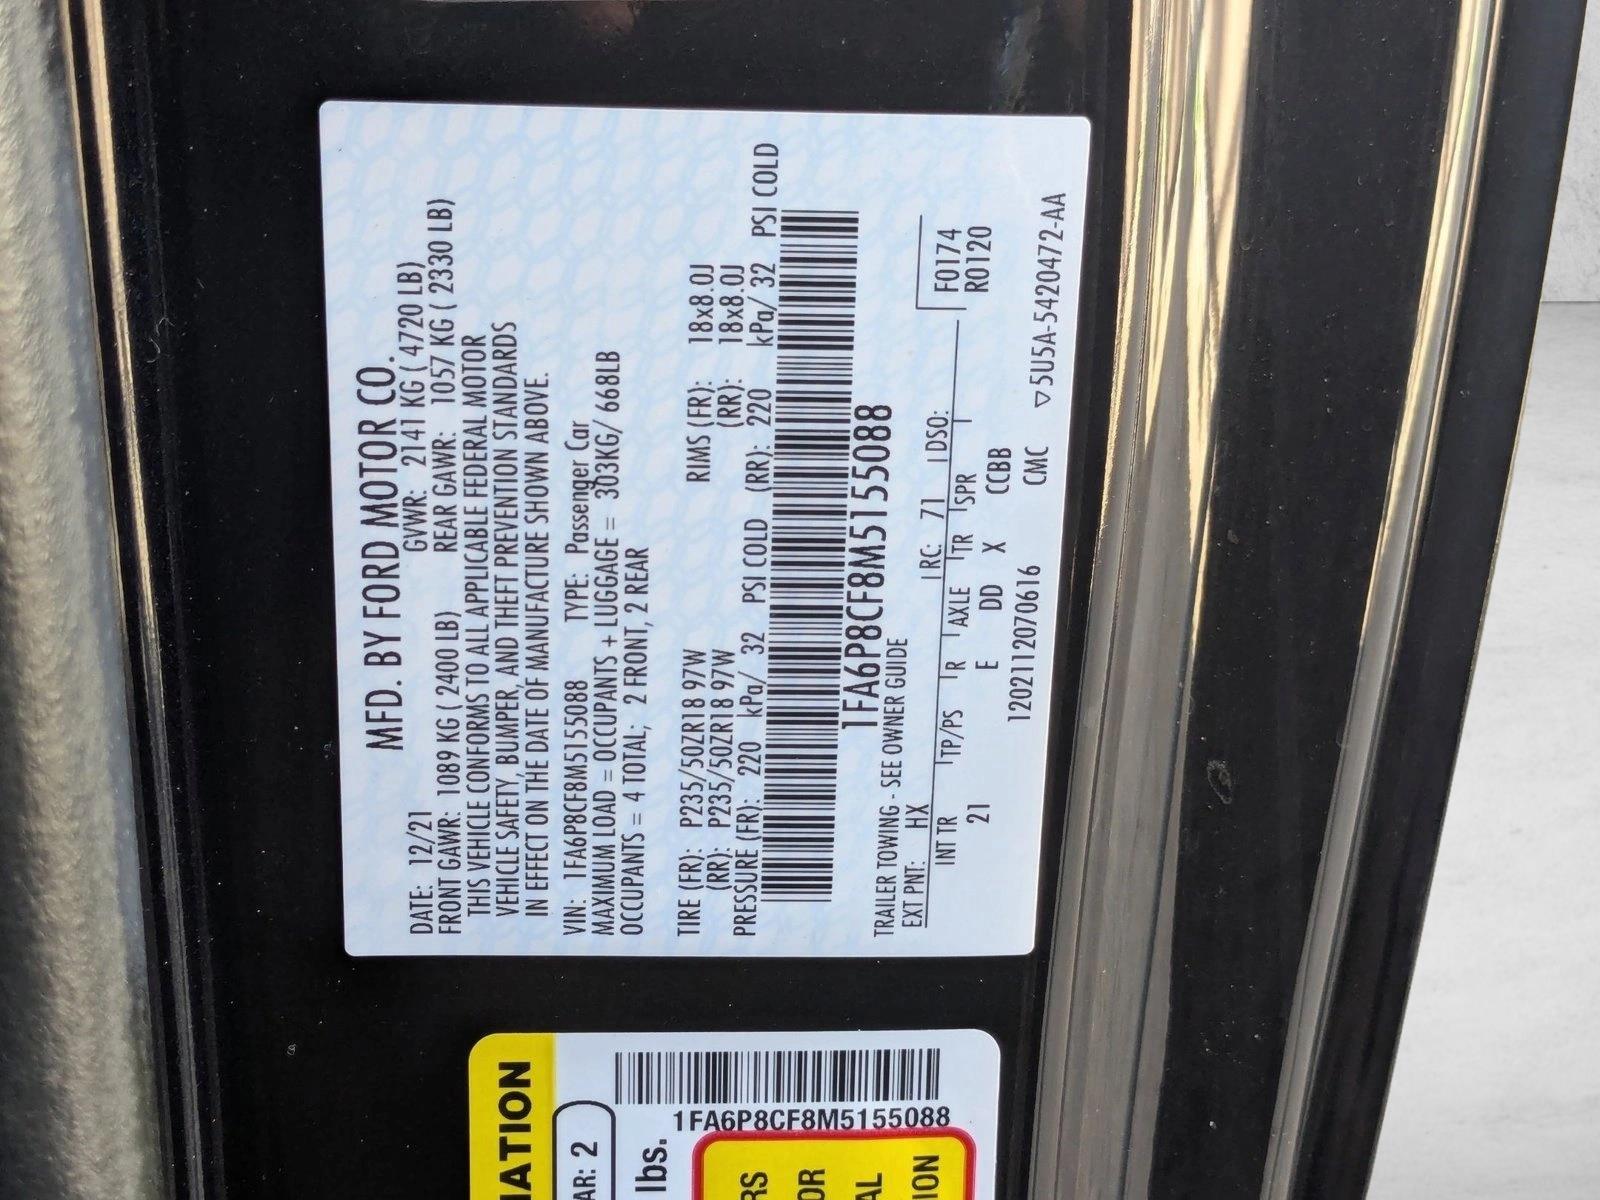 MFD. BY FORD MOTOR CO.
DATE: 12/21 GVWR: 2141 KG ( 4720 LB)
FRONT GAWR: 1089 KG ( 2400 LB) REAR GAWR: 1057 KG ( 2330 LB)
THIS VEHICLE CONFORMS TO ALL APPLICABLE FEDERAL MOTOR
VEHICLE SAFETY, BUMPER, AND THEFT PREVENTION STANDARDS
IN EFFECT ON THE DATE OF MANUFACTURE SHOWN ABOVE.
VIN: 1FA6P8CF8M5155088 TYPE: Passenger Car
MAXIMUM LOAD = OCCUPANTS + LUGGAGE = 303KG/ 668LB
OCCUPANTS = 4 TOTAL; 2 FRONT, 2 REAR
TIRE (FR): P235/502R18 97W RIMS (FR): 18x8.0J
(RR): P235/502R18 97W (RR): 18x8.0J
PRESSURE (FR): 220 kPa/ 32 PSI COLD (RR): 220 kPa/ 32 PSI COLD
1FA6P8CF8M5155088
TRAILER TOWING - SEE OWNER GUIDE
EXT PNT: HX RC: 71 DSO: F0174
INT TR TP/PS R AXLE TR SPR R0120
21 E DD X CCBB
1202112070616 CMC ▽5U5A-5420472-AA
MATION
AR: 2
lbs.
1FA6P8CF8M5155088
RS
OR
AL
ION